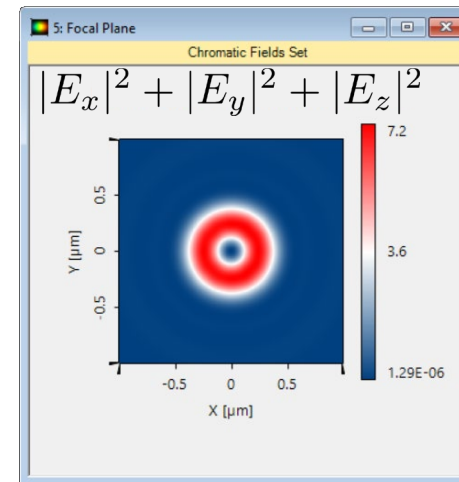 5: Focal Plane
Chromatic Fields Set
|E_x|^2 + |E_y|^2 + |E_z|^2
7.2
3.6
1.29E-06
Y [µm]
0.5
0
-0.5
-0.5 0 0.5
X [µm]